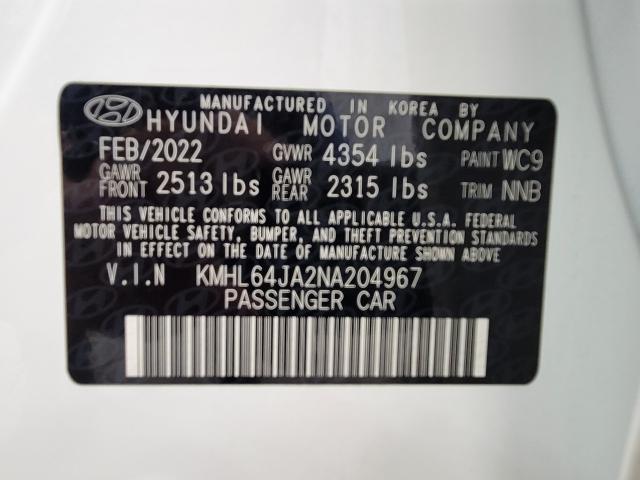 MANUFACTURED IN KOREA BY
HYUNDAI MOTOR COMPANY
FEB/2022 GVWR 4354 lbs PAINT WC9
GAWR FRONT 2513 lbs GAWR REAR 2315 lbs TRIM NNB
THIS VEHICLE CONFORMS TO ALL APPLICABLE U.S.A. FEDERAL
MOTOR VEHICLE SAFETY, BUMPER, AND THEFT PREVENTION STANDARDS
IN EFFECT ON THE DATE OF MANUFACTURE SHOWN ABOVE
V.I.N KMHL64JA2NA204967
PASSENGER CAR